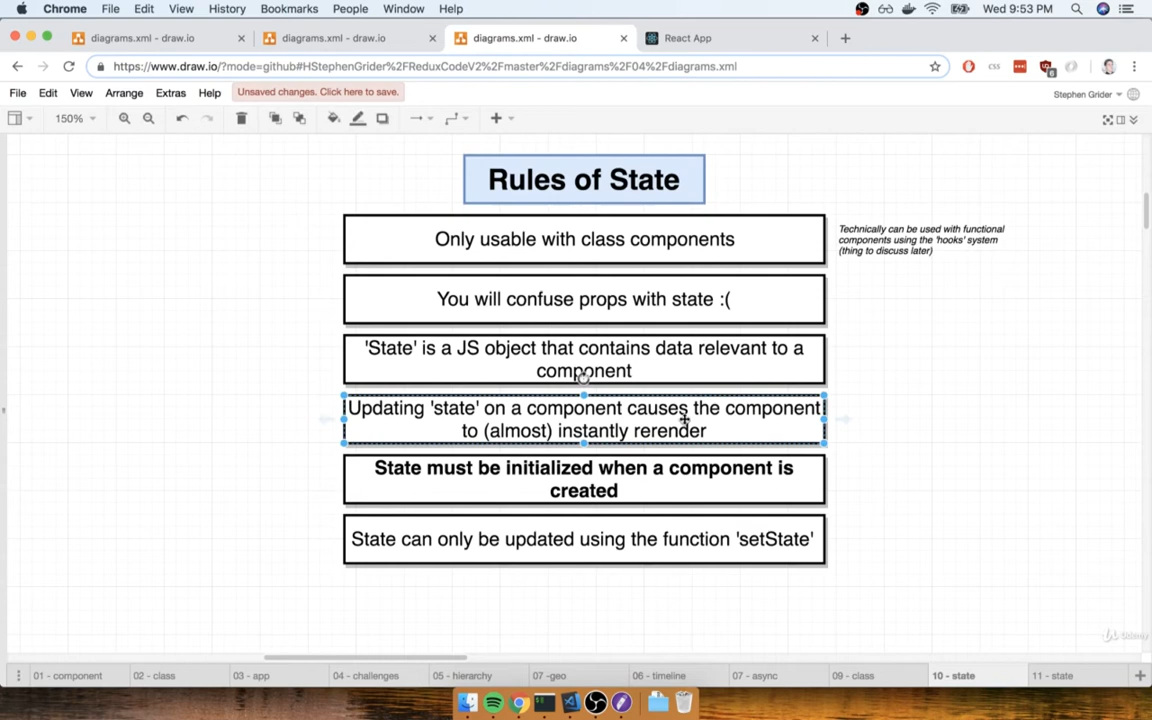 Chrome File Edit View History Bookmarks People Window Help Wed 9:53 PM
diagrams.xml - draw.io diagrams.xml - draw.io diagrams.xml - draw.io React App
https://www.draw.io/?mode=github#HStephenGrider%2FReduxCodeV2%2Fmaster%2Fdiagrams%2F04%2Fdiagrams.xml
File Edit View Arrange Extras Help Unsaved changes. Click here to save. Stephen Grider
150%
Rules of State
Only usable with class components
Technically can be used with functional
components using the 'hooks' system
(thing to discuss later)
You will confuse props with state :(
'State' is a JS object that contains data relevant to a
component
Updating 'state' on a component causes the component
to (almost) instantly rerender
State must be initialized when a component is
created
State can only be updated using the function 'setState'
Udemy
01 - component 02 - class 03 - app 04 - challenges 05 - hierarchy 07 -geo 06 - timeline 07 - async 09 - class 10 - state 11 - state